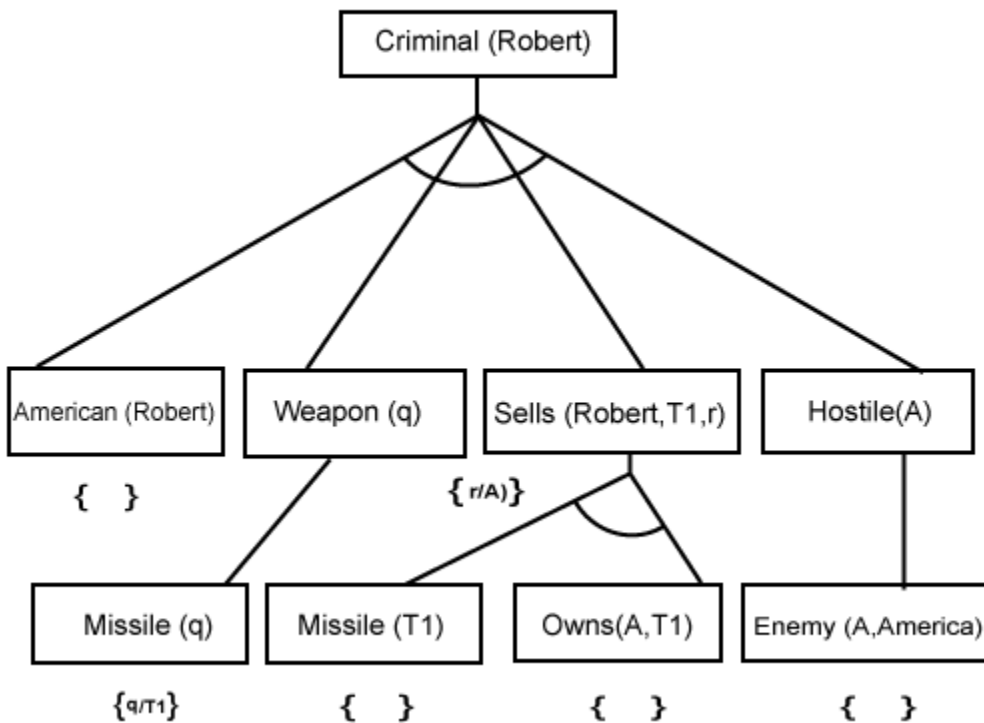 Criminal (Robert)
American (Robert)
Weapon (q)
Sells (Robert,T1,r)
Hostile(A)
{ }
{ r/A)}
Missile (q)
Missile (T1)
Owns(A,T1)
Enemy (A,America)
{q/T1}
{ }
{ }
{ }